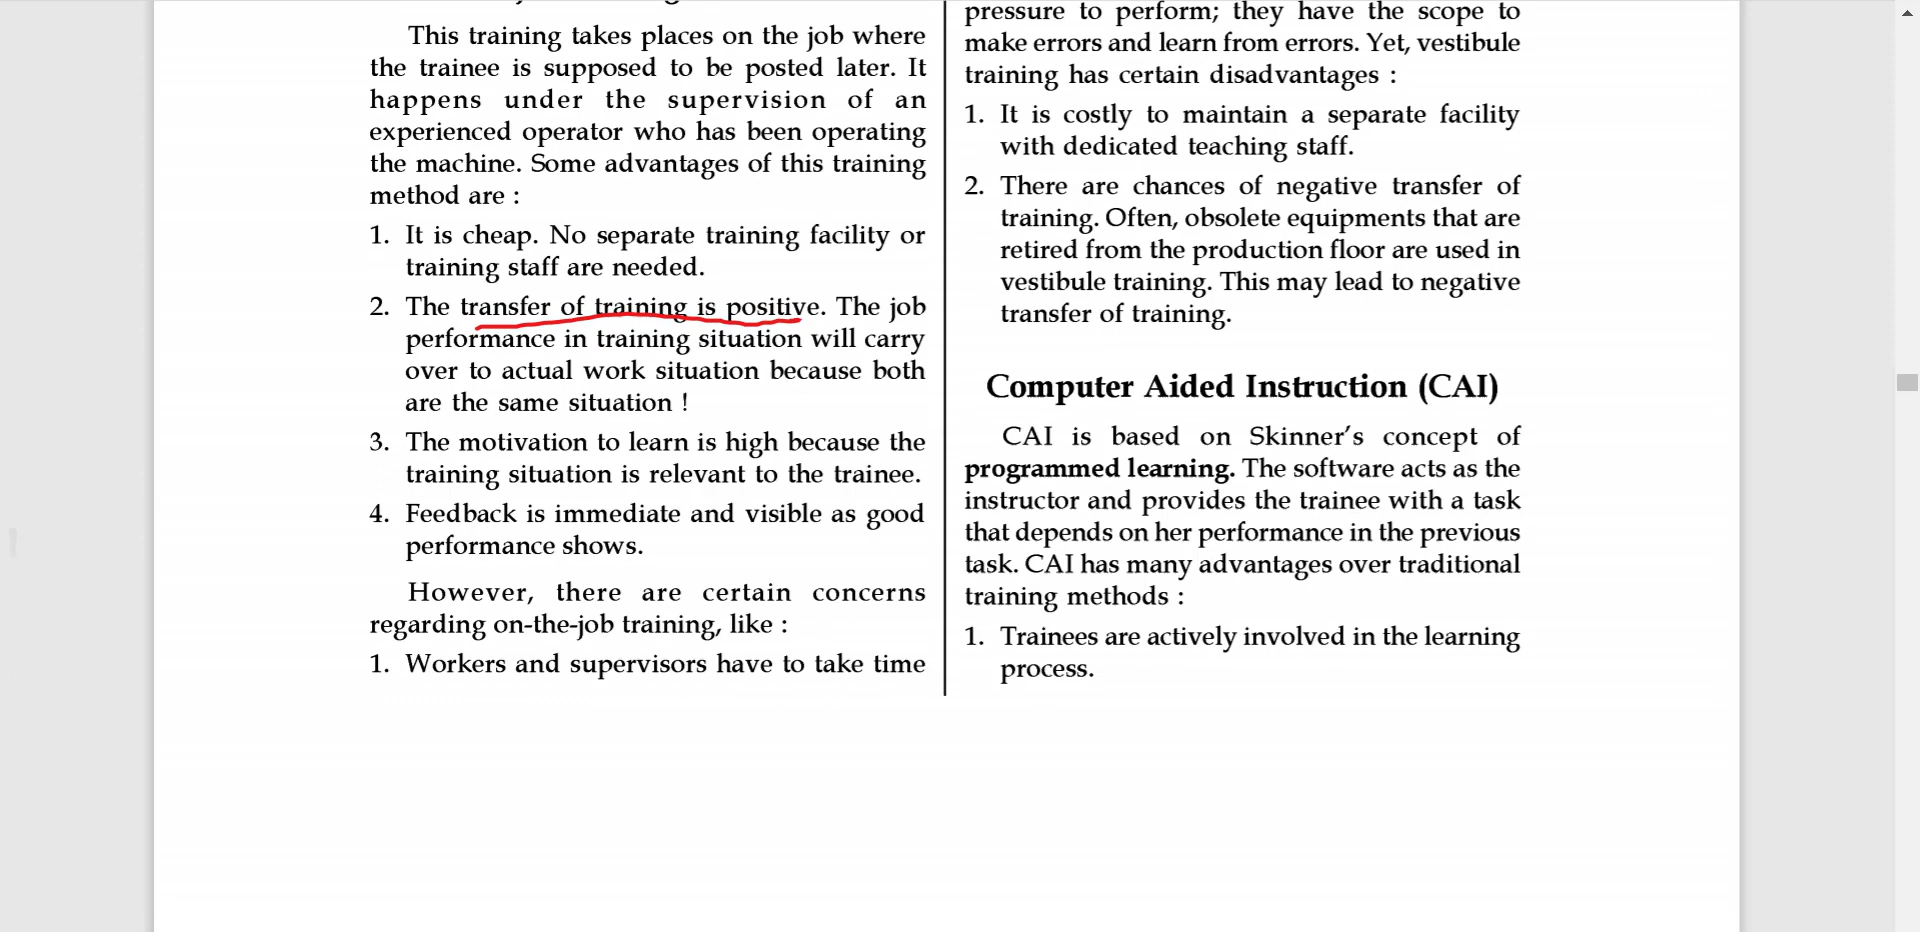 This training takes places on the job where
the trainee is supposed to be posted later. It
happens under the supervision of an
experienced operator who has been operating
the machine. Some advantages of this training
method are :
1. It is cheap. No separate training facility or
training staff are needed.
2. The transfer of training is positive. The job
performance in training situation will carry
over to actual work situation because both
are the same situation !
3. The motivation to learn is high because the
training situation is relevant to the trainee.
4. Feedback is immediate and visible as good
performance shows.
However, there are certain concerns
regarding on-the-job training, like :
1. Workers and supervisors have to take time
pressure to perform; they have the scope to
make errors and learn from errors. Yet, vestibule
training has certain disadvantages :
1. It is costly to maintain a separate facility
with dedicated teaching staff.
2. There are chances of negative transfer of
training. Often, obsolete equipments that are
retired from the production floor are used in
vestibule training. This may lead to negative
transfer of training.
Computer Aided Instruction (CAI)
CAI is based on Skinner's concept of
programmed learning. The software acts as the
instructor and provides the trainee with a task
that depends on her performance in the previous
task. CAI has many advantages over traditional
training methods :
1. Trainees are actively involved in the learning
process.